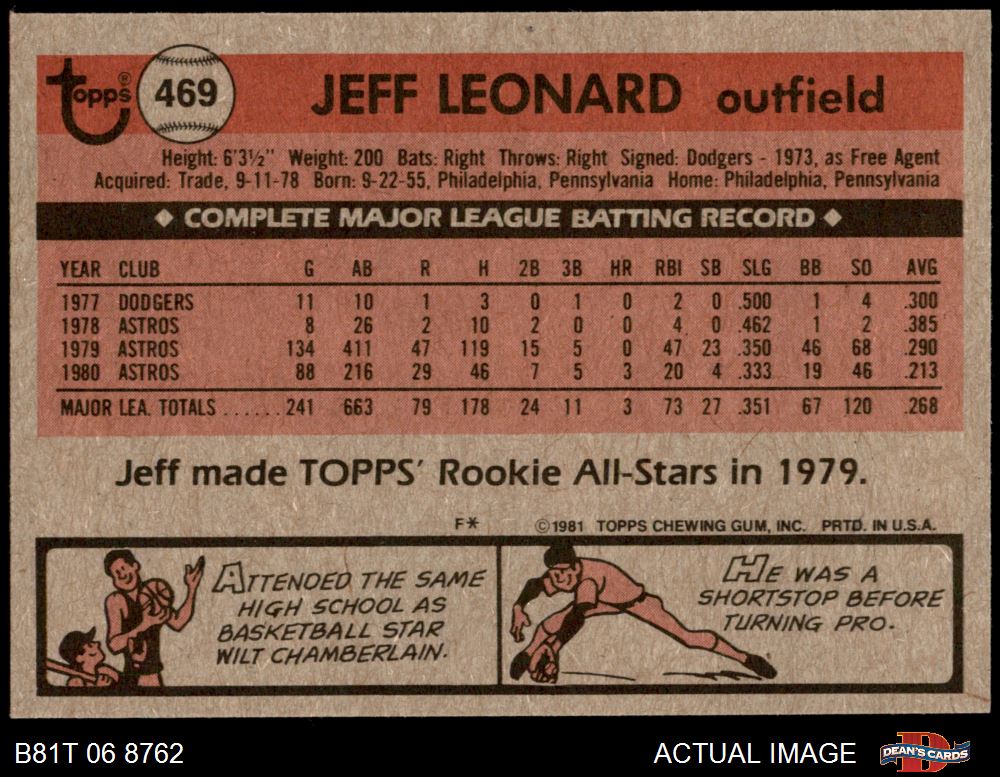 Topps® 469 JEFF LEONARD outfield
Height: 6'3½" Weight: 200 Bats: Right Throws: Right Signed: Dodgers - 1973, as Free Agent
Acquired: Trade, 9-11-78 Born: 9-22-55, Philadelphia, Pennsylvania Home: Philadelphia, Pennsylvania
◆ COMPLETE MAJOR LEAGUE BATTING RECORD ◆
YEAR CLUB G AB R H 2B 3B HR RBI SB SLG BB SO AVG
1977 DODGERS 11 10 1 3 0 1 0 2 0 .500 1 4 .300
1978 ASTROS 8 26 2 10 2 0 0 4 0 .462 1 2 .385
1979 ASTROS 134 411 47 119 15 5 0 47 23 .350 46 68 .290
1980 ASTROS 88 216 29 46 7 5 3 20 4 .333 19 46 .213
MAJOR LEA. TOTALS ......241 663 79 178 24 11 3 73 27 .351 67 120 .268
Jeff made TOPPS' Rookie All-Stars in 1979.
F* ©1981 TOPPS CHEWING GUM, INC. PRTD. IN U.S.A.
ATTENDED THE SAME
HIGH SCHOOL AS
BASKETBALL STAR
WILT CHAMBERLAIN.
HE WAS A
SHORTSTOP BEFORE
TURNING PRO.
B81T 06 8762 ACTUAL IMAGE DEAN'S CARDS